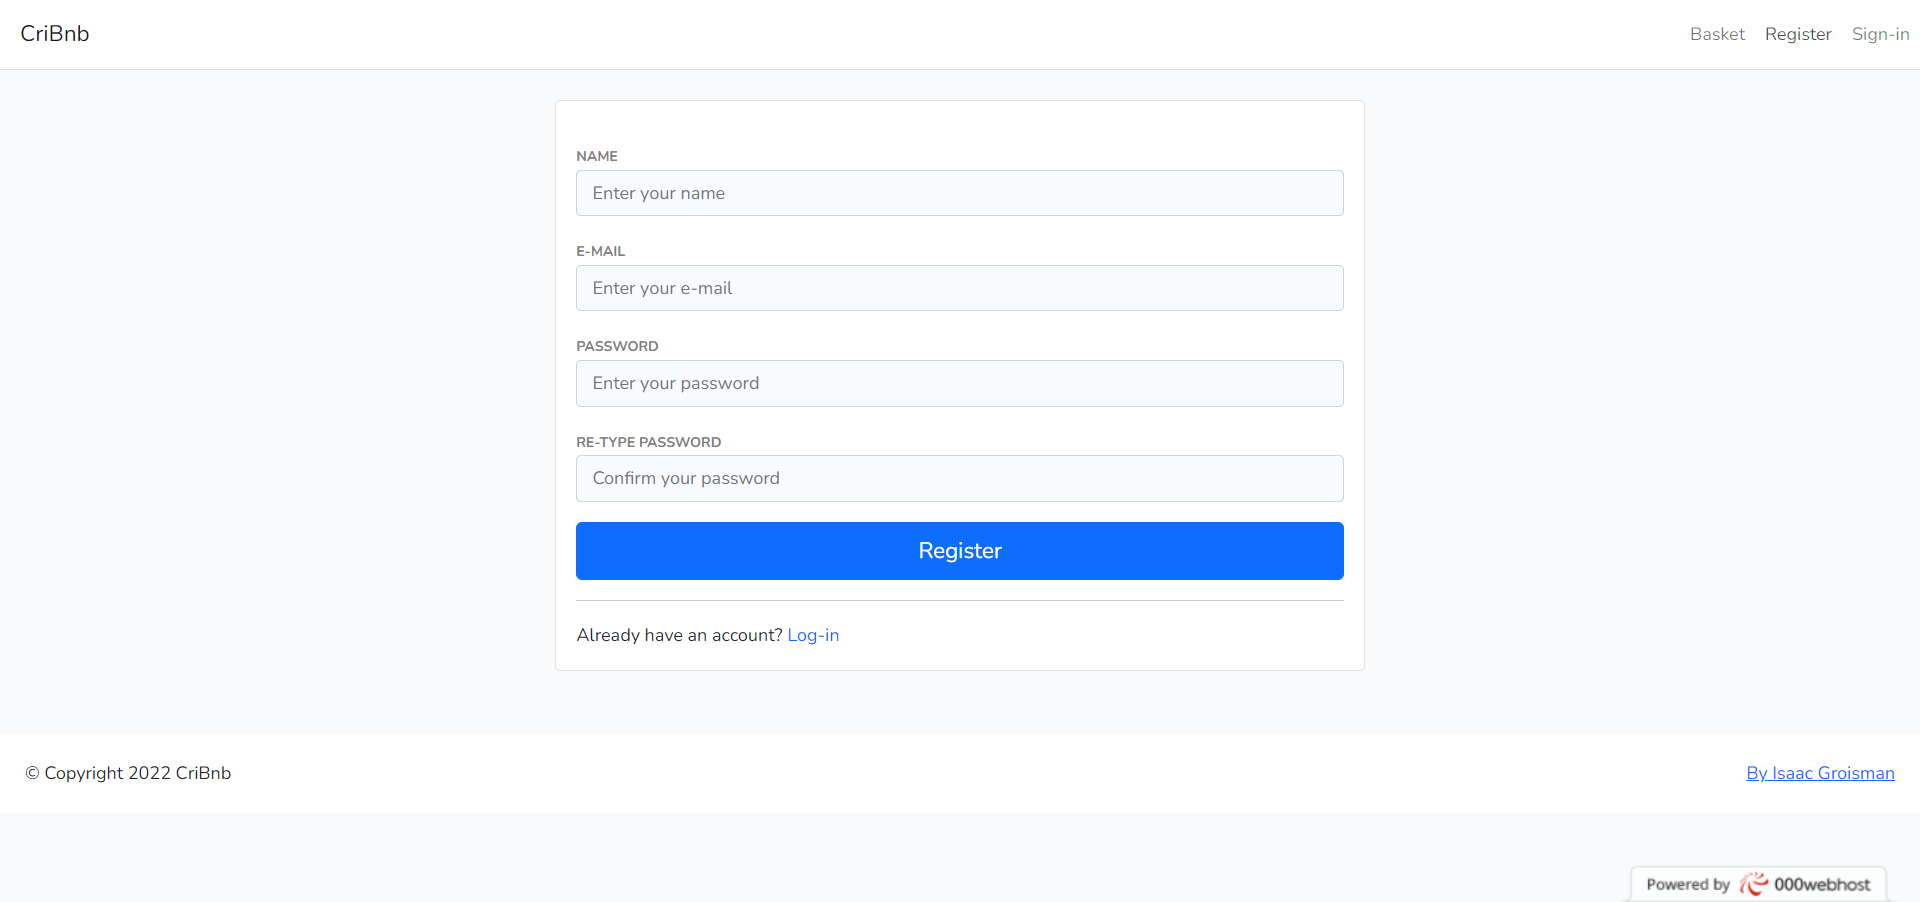 CriBnb
Basket Register Sign-in
NAME
Enter your name
E-MAIL
Enter your e-mail
PASSWORD
Enter your password
RE-TYPE PASSWORD
Confirm your password
Register
Already have an account? Log-in
© Copyright 2022 CriBnb
By Isaac Groisman
Powered by 000webhost